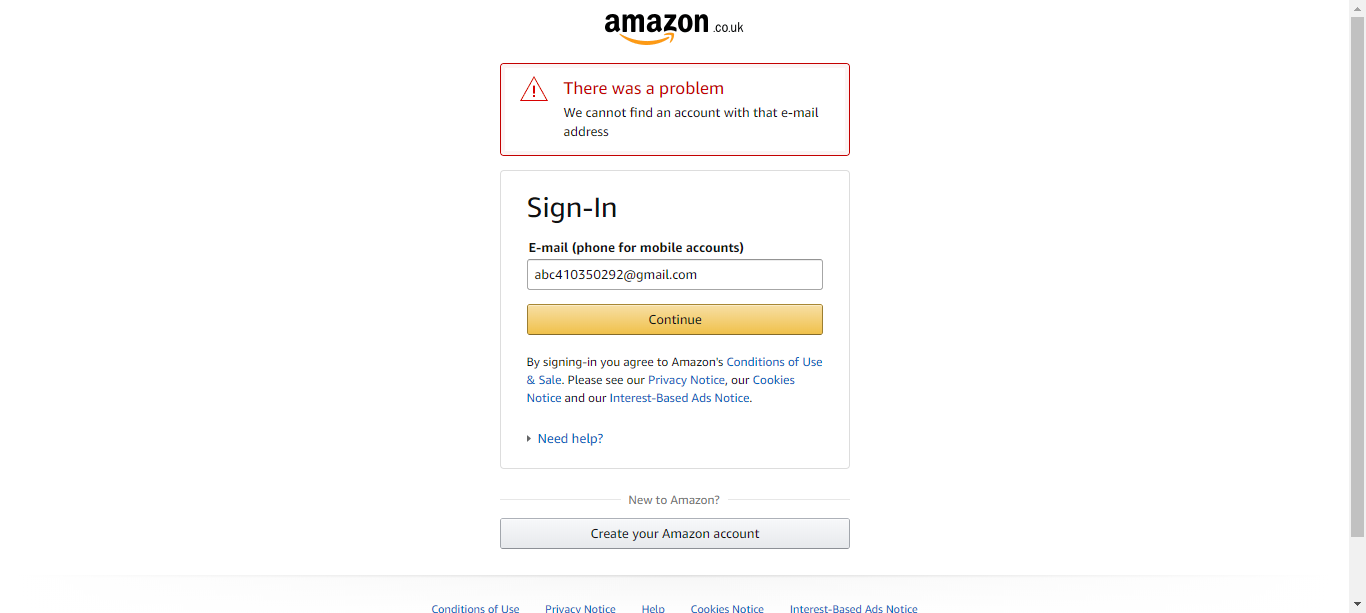 amazon.co.uk
There was a problem
We cannot find an account with that e-mail
address
Sign-In
E-mail (phone for mobile accounts)
abc410350292@gmail.com
Continue
By signing-in you agree to Amazon's Conditions of Use
& Sale. Please see our Privacy Notice, our Cookies
Notice and our Interest-Based Ads Notice.
Need help?
New to Amazon?
Create your Amazon account
Conditions of Use Privacy Notice Help Cookies Notice Interest-Based Ads Notice